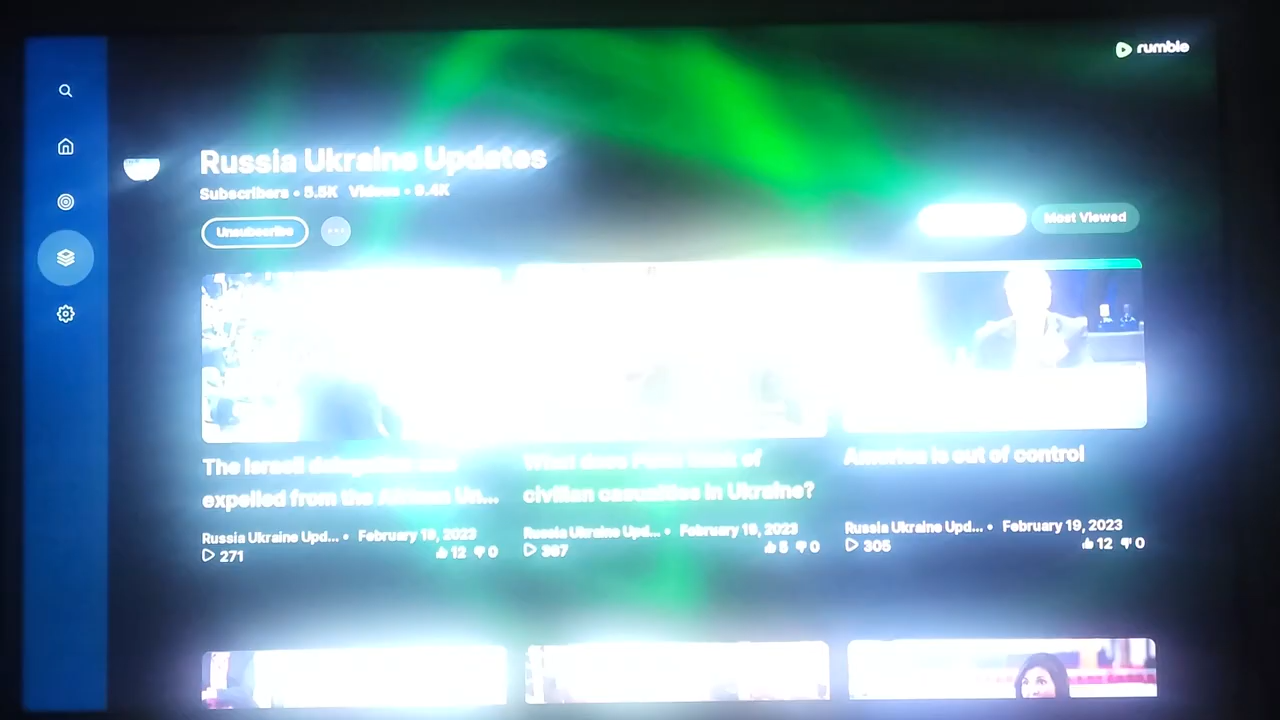 rumble
Russia Ukraine Updates
Subscribers • 5.5K Videos • 9.4K
Unsubscribe
Most Viewed
The Israeli delegation was
expelled from the African Un...
What does of
civilian casualties in Ukraine?
America is out of control
Russia Ukraine Upd... • February 19, 2023
271 12 0
Russia Ukraine Upd... • February 19, 2023
367 5 0
Russia Ukraine Upd... • February 19, 2023
305 12 0